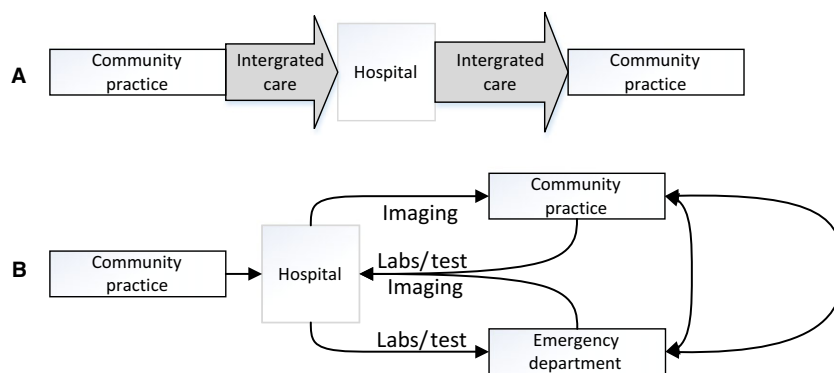 A
Community
practice
Intergrated
care
Hospital
Intergrated
care
Community
practice
B
Community
practice
Hospital
Imaging
Community
practice
Labs/test
Imaging
Labs/test
Emergency
department